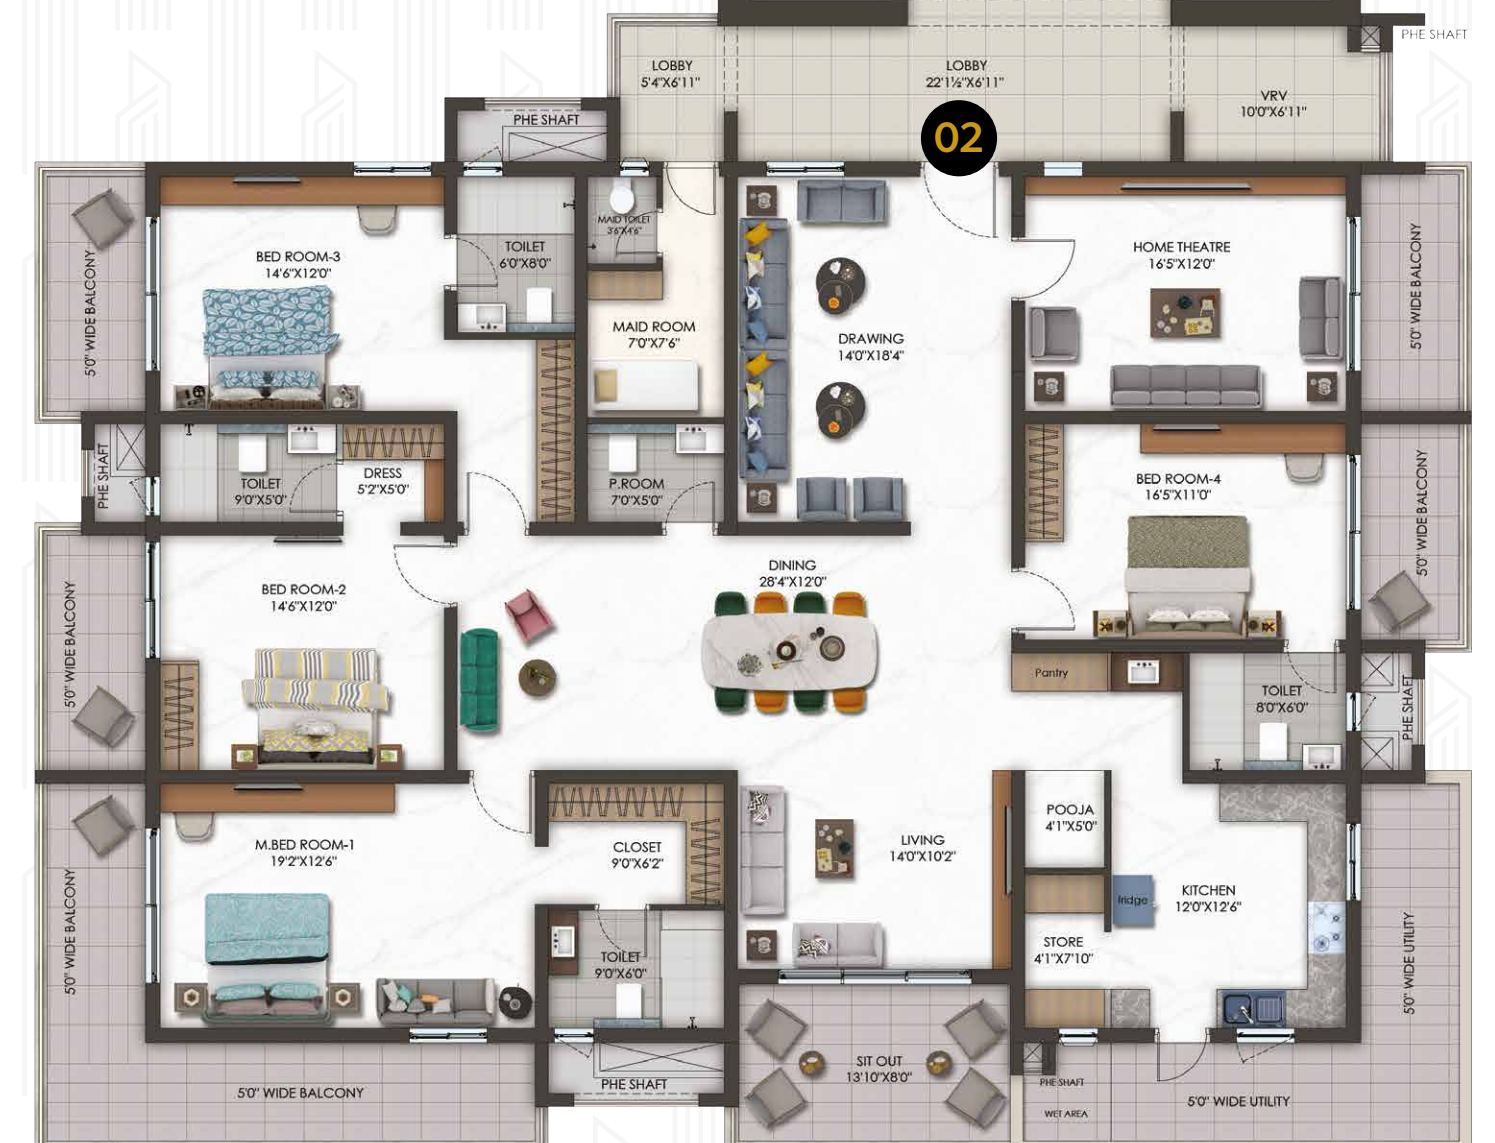 PHE SHAFT
LOBBY
5'4"X6'11"
LOBBY
22'1½"X6'11"
VRV
10'0"X6'11"
02
PHE SHAFT
5'0" WIDE BALCONY
BED ROOM-3
14'6"X12'0"
TOILET
6'0"X8'0"
MAID TOILET
3'6"X4'6"
MAID ROOM
7'0"X7'6"
DRAWING
14'0"X18'4"
HOME THEATRE
16'5"X12'0"
5'0" WIDE BALCONY
PHE SHAFT
TOILET
9'0"X5'0"
DRESS
5'2"X5'0"
P.ROOM
7'0"X5'0"
BED ROOM-4
16'5"X11'0"
5'0" WIDE BALCONY
5'0" WIDE BALCONY
BED ROOM-2
14'6"X12'0"
DINING
28'4"X12'0"
Pantry
TOILET
8'0"X6'0"
PHE SHAFT
5'0" WIDE BALCONY
M.BED ROOM-1
19'2"X12'6"
CLOSET
9'0"X6'2"
LIVING
14'0"X10'2"
POOJA
4'1"X5'0"
fridge
KITCHEN
12'0"X12'6"
STORE
4'1"X7'10"
TOILET
9'0"X6'0"
5'0" WIDE UTILITY
5'0" WIDE BALCONY
PHE SHAFT
SIT OUT
13'10"X8'0"
PHE SHAFT
WET AREA
5'0" WIDE UTILITY